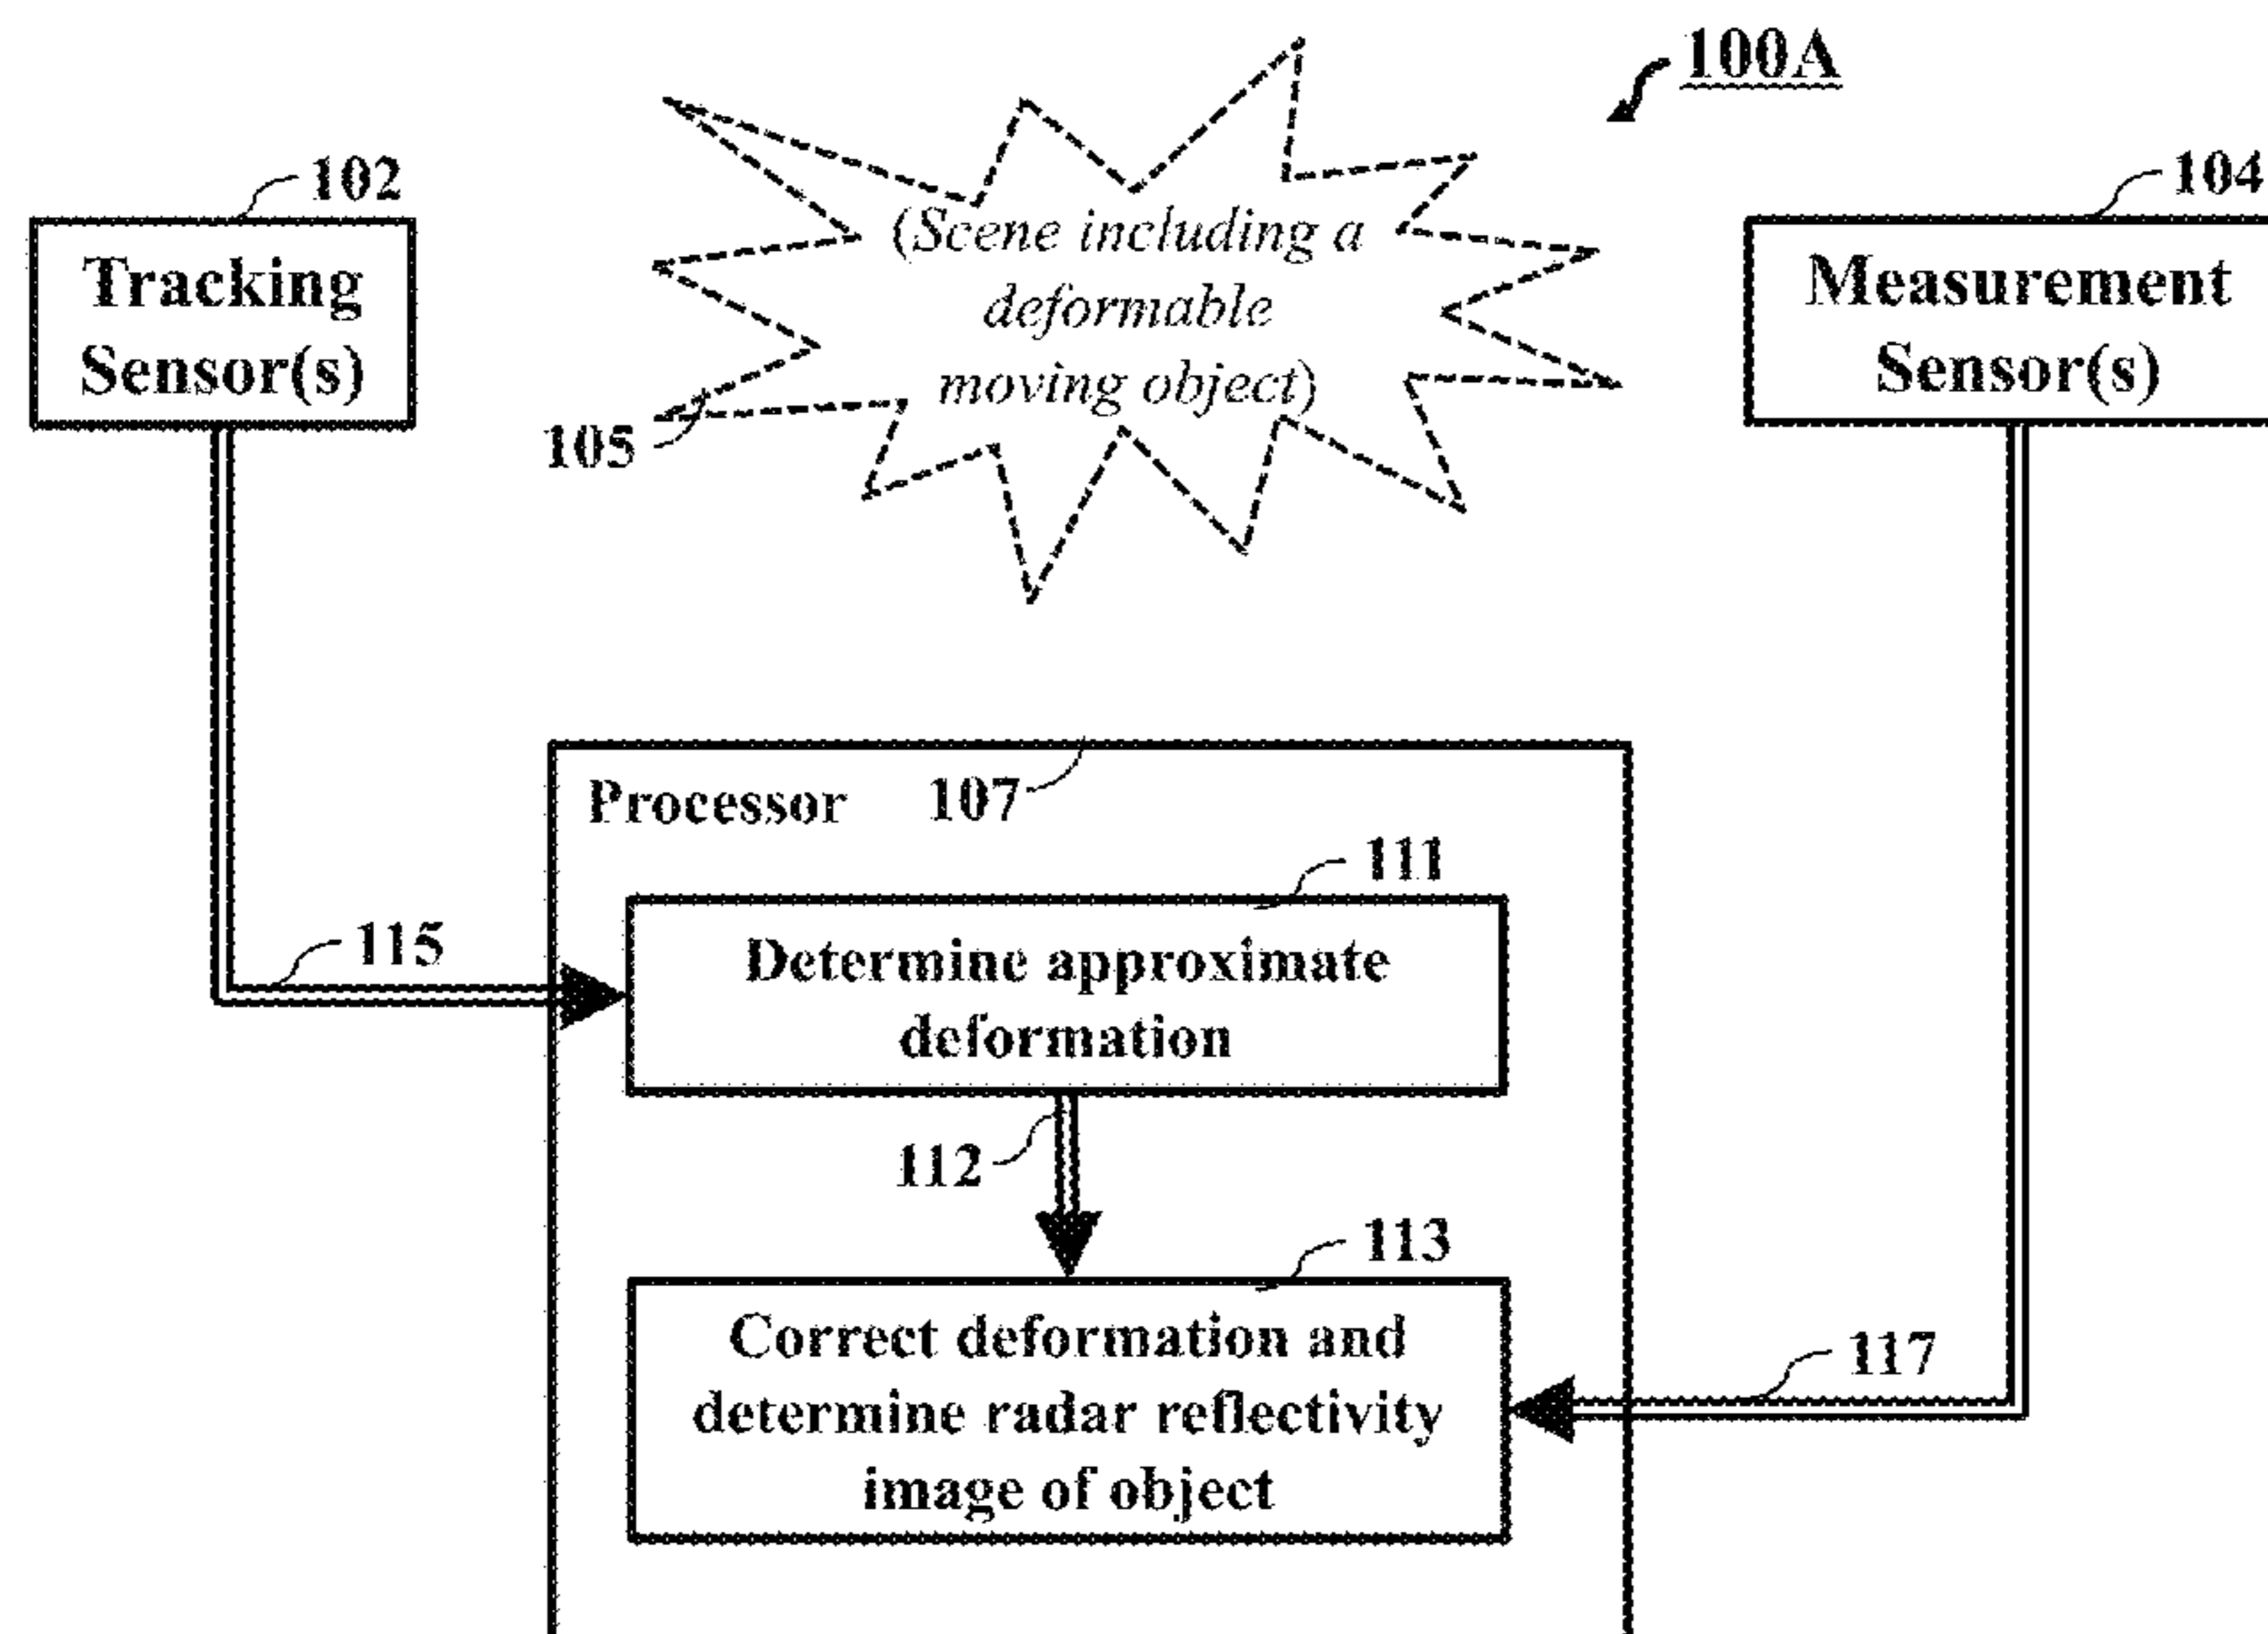 100A
102
104
Tracking
Sensor(s)
(Scene including a
deformable
moving object)
Measurement
Sensor(s)
105
Processor
107
111
115
Determine approximate
deformation
112
113
Correct deformation and
determine radar reflectivity
image of object
117